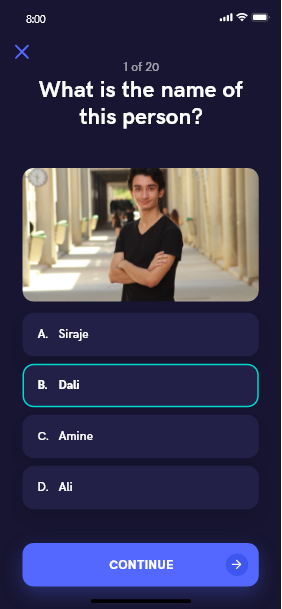 8:00
1 of 20
What is the name of
this person?
A. Siraje
B. Dali
C. Amine
D. Ali
CONTINUE